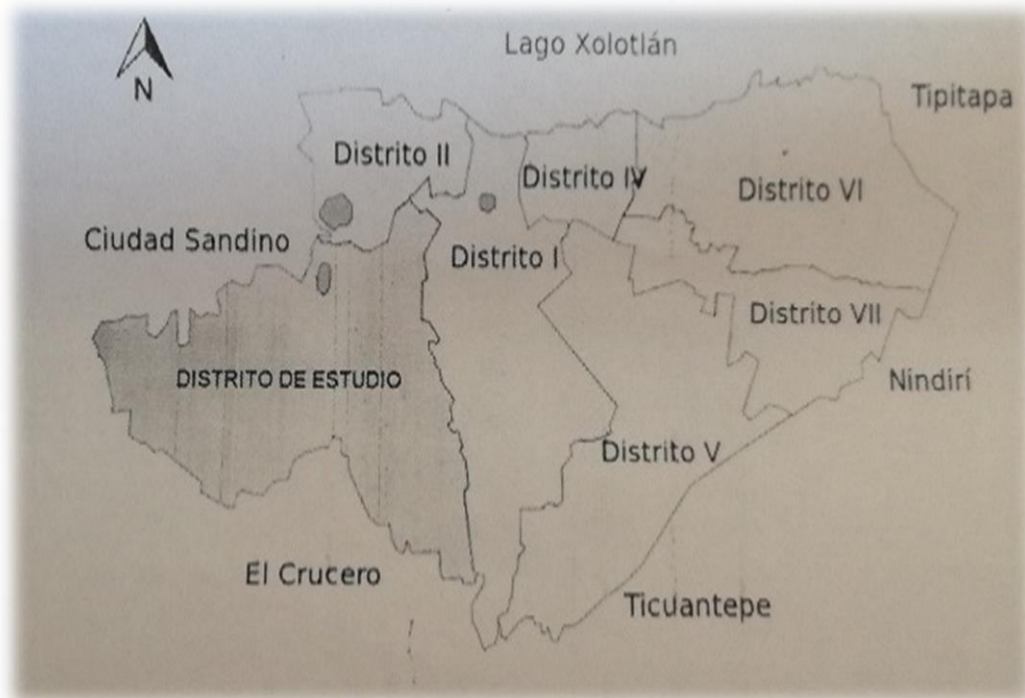 Lago Xolotlán
N
Tipitapa
Distrito II
Distrito IV
Distrito VI
Ciudad Sandino
Distrito I
Distrito VII
DISTRITO DE ESTUDIO
Nindirí
Distrito V
El Crucero
Ticuantepe